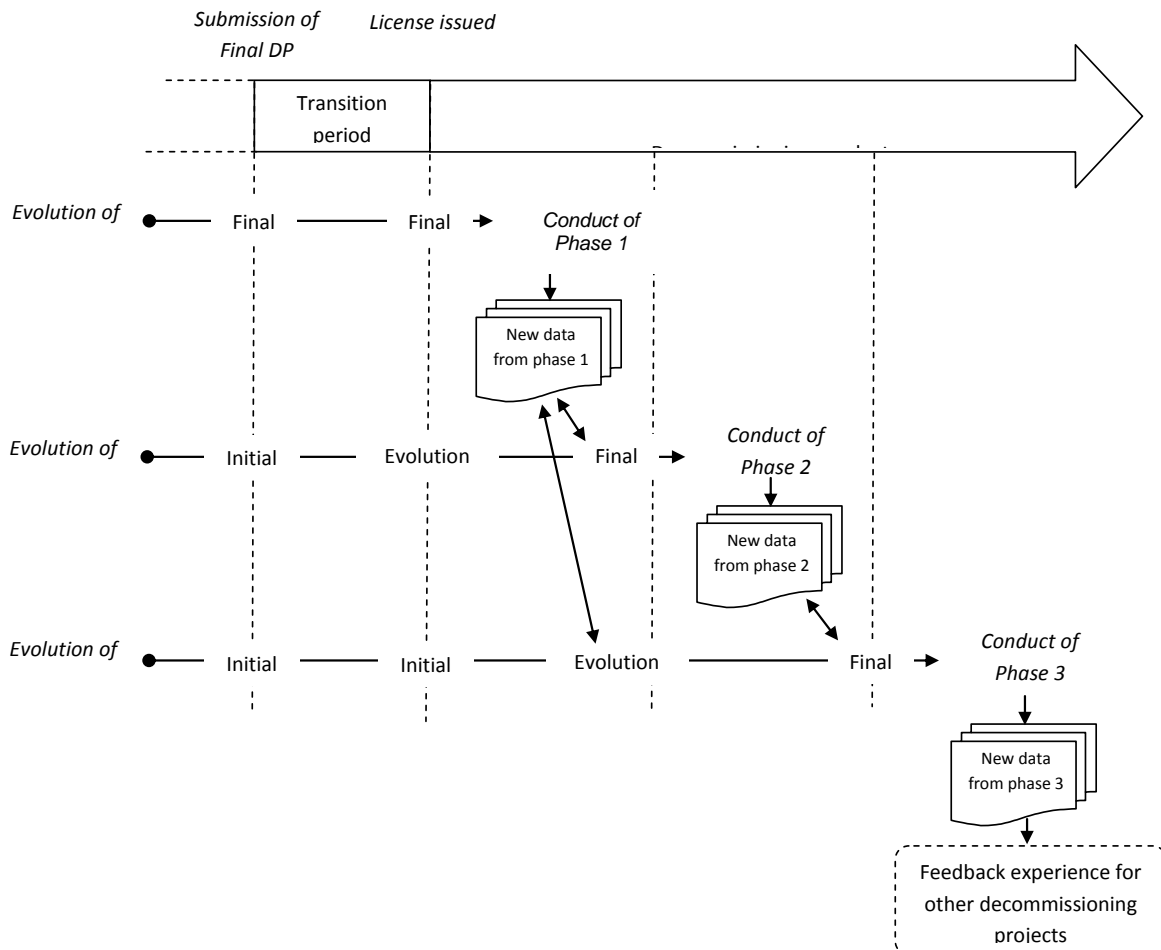 Submission of
Final DP
License issued
Transition
period
Evolution of
Final
Final
Conduct of
Phase 1
New data
from phase 1
Evolution of
Initial
Evolution
Final
Conduct of
Phase 2
New data
from phase 2
Evolution of
Initial
Initial
Evolution
Final
Conduct of
Phase 3
New data
from phase 3
Feedback experience for
other decommissioning
projects